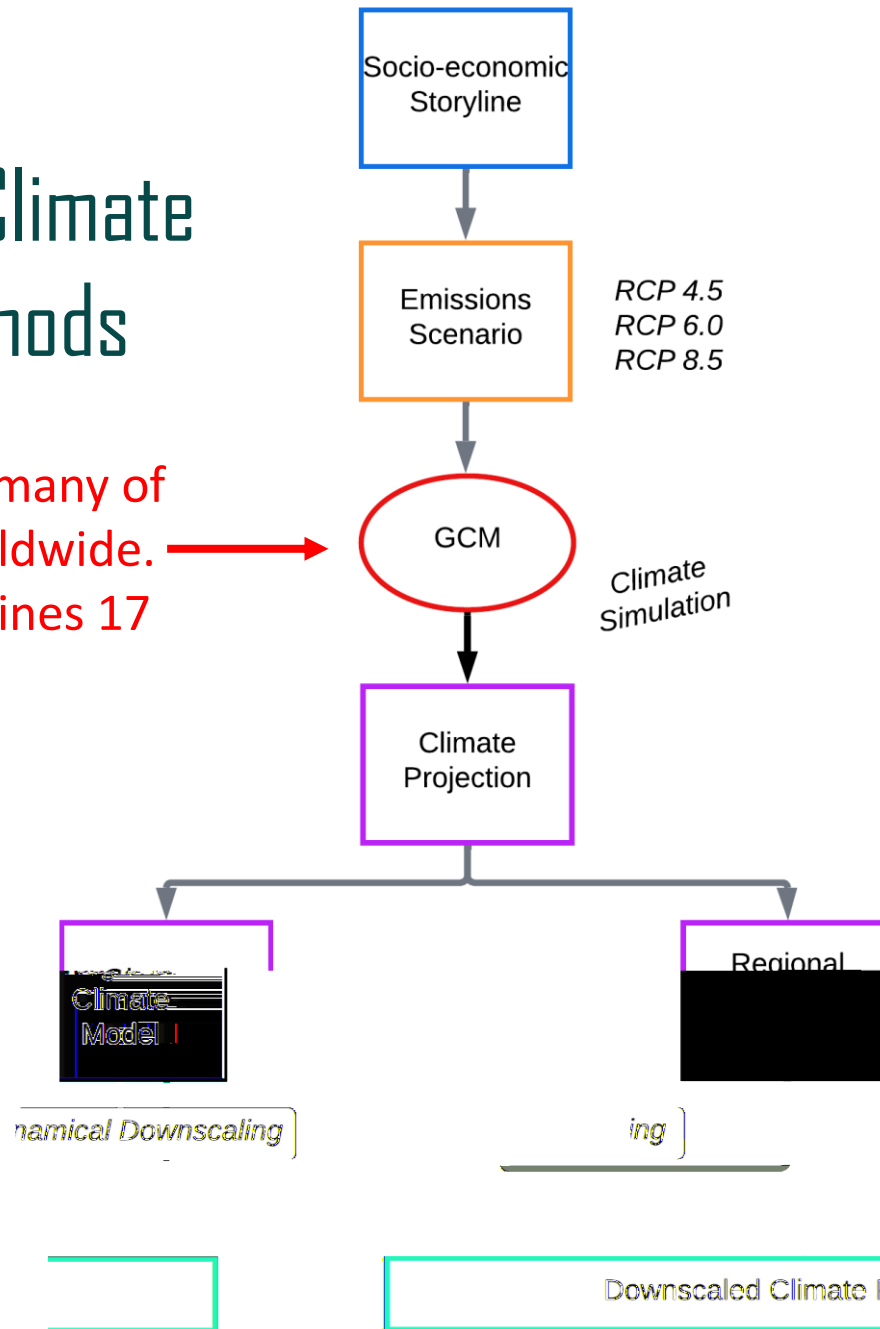 Socio-economic
Storyline
Climate
hods
Emissions
Scenario
RCP 4.5
RCP 6.0
RCP 8.5
many of
ldwide.
ines 17
GCM
Climate
Simulation
Climate
Projection
Climate
Model
Regional
namical Downscaling
ing
Downscaled Climate